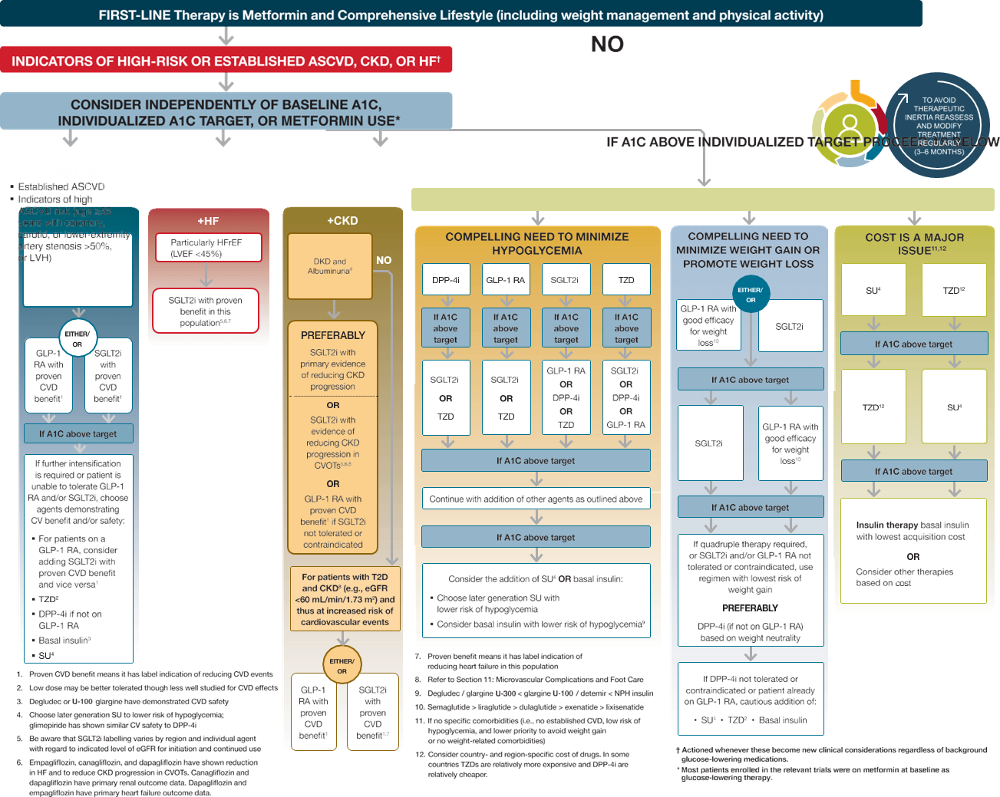 FIRST-LINE Therapy is Metformin and Comprehensive Lifestyle (including weight management and physical activity)
NO
INDICATORS OF HIGH-RISK OR ESTABLISHED ASCVD, CKD, OR HF†
CONSIDER INDEPENDENTLY OF BASELINE A1C,
INDIVIDUALIZED A1C TARGET, OR METFORMIN USE*
TO AVOID
THERAPEUTIC
INERTIA REASSESS
AND MODIFY
TREATMENT
REGULARLY
(3–6 MONTHS)
IF A1C ABOVE INDIVIDUALIZED TARGET PROCEED AS BELOW
▪ Established ASCVD
▪ Indicators of high
ASCVD risk (age ≥55
years with coronary,
carotid, or lower-extremity
artery stenosis >50%,
or LVH)
EITHER/
OR
GLP-1
RA with
proven
CVD
benefit¹
SGLT2i
with
proven
CVD
benefit¹
If A1C above target
If further intensification
is required or patient is
unable to tolerate GLP-1
RA and/or SGLT2i, choose
agents demonstrating
CV benefit and/or safety:
▪ For patients on a
GLP-1 RA, consider
adding SGLT2i with
proven CVD benefit
and vice versa¹
▪ TZD²
▪ DPP-4i if not on
GLP-1 RA
▪ Basal insulin³
▪ SU⁴
+HF
Particularly HFrEF
(LVEF <45%)
SGLT2i with proven
benefit in this
population⁵,⁶,⁷
+CKD
DKD and
Albuminuria⁸
NO
PREFERABLY
SGLT2i with
primary evidence
of reducing CKD
progression
OR
SGLT2i with
evidence of
reducing CKD
progression in
CVOTs⁵,⁶,⁸
OR
GLP-1 RA with
proven CVD
benefit¹ if SGLT2i
not tolerated or
contraindicated
For patients with T2D
and CKD⁸ (e.g., eGFR
<60 mL/min/1.73 m²) and
thus at increased risk of
cardiovascular events
EITHER/
OR
GLP-1
RA with
proven
CVD
benefit¹
SGLT2i
with
proven
CVD
benefit¹,⁷
COMPELLING NEED TO MINIMIZE
HYPOGLYCEMIA
DPP-4i
GLP-1 RA
SGLT2i
TZD
If A1C
above
target
If A1C
above
target
If A1C
above
target
If A1C
above
target
SGLT2i
OR
TZD
SGLT2i
OR
TZD
GLP-1 RA
OR
DPP-4i
OR
TZD
SGLT2i
OR
DPP-4i
OR
GLP-1 RA
If A1C above target
Continue with addition of other agents as outlined above
If A1C above target
Consider the addition of SU⁴ OR basal insulin:
▪ Choose later generation SU with
lower risk of hypoglycemia
▪ Consider basal insulin with lower risk of hypoglycemia⁹
COMPELLING NEED TO
MINIMIZE WEIGHT GAIN OR
PROMOTE WEIGHT LOSS
EITHER/
OR
GLP-1 RA with
good efficacy
for weight
loss¹⁰
SGLT2i
If A1C above target
SGLT2i
GLP-1 RA with
good efficacy
for weight
loss¹⁰
If A1C above target
If quadruple therapy required,
or SGLT2i and/or GLP-1 RA not
tolerated or contraindicated, use
regimen with lowest risk of
weight gain
PREFERABLY
DPP-4i (if not on GLP-1 RA)
based on weight neutrality
If DPP-4i not tolerated or
contraindicated or patient already
on GLP-1 RA, cautious addition of:
• SU⁴ • TZD² • Basal insulin
COST IS A MAJOR
ISSUE¹¹,¹²
SU⁴
TZD¹²
If A1C above target
TZD¹²
SU⁴
If A1C above target
Insulin therapy basal insulin
with lowest acquisition cost
OR
Consider other therapies
based on cost
1. Proven CVD benefit means it has label indication of reducing CVD events
2. Low dose may be better tolerated though less well studied for CVD effects
3. Degludec or U-100 glargine have demonstrated CVD safety
4. Choose later generation SU to lower risk of hypoglycemia;
glimepiride has shown similar CV safety to DPP-4i
5. Be aware that SGLT2i labelling varies by region and individual agent
with regard to indicated level of eGFR for initiation and continued use
6. Empagliflozin, canagliflozin, and dapagliflozin have shown reduction
in HF and to reduce CKD progression in CVOTs. Canagliflozin and
dapagliflozin have primary renal outcome data. Dapagliflozin and
empagliflozin have primary heart failure outcome data.
7. Proven benefit means it has label indication of
reducing heart failure in this population
8. Refer to Section 11: Microvascular Complications and Foot Care
9. Degludec / glargine U-300 < glargine U-100 / detemir < NPH insulin
10. Semaglutide > liraglutide > dulaglutide > exenatide > lixisenatide
11. If no specific comorbidities (i.e., no established CVD, low risk of
hypoglycemia, and lower priority to avoid weight gain
or no weight-related comorbidities)
12. Consider country- and region-specific cost of drugs. In some
countries TZDs are relatively more expensive and DPP-4i are
relatively cheaper.
† Actioned whenever these become new clinical considerations regardless of background
glucose-lowering medications.
* Most patients enrolled in the relevant trials were on metformin at baseline as
glucose-lowering therapy.